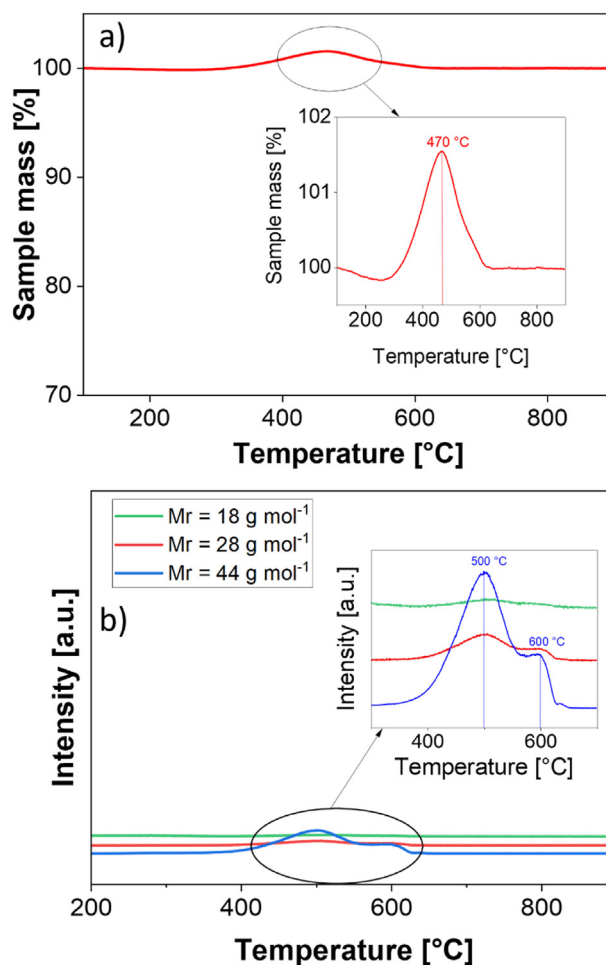 a)
100
90
80
70
Sample mass [%]
200 400 600 800
Temperature [°C]
102
101
100
Sample mass [%]
470 °C
200 400 600 800
Temperature [°C]
Mr = 18 g mol⁻¹
Mr = 28 g mol⁻¹
Mr = 44 g mol⁻¹
b)
Intensity [a.u.]
500 °C
600 °C
Intensity [a.u.]
400 600
Temperature [°C]
200 400 600 800
Temperature [°C]